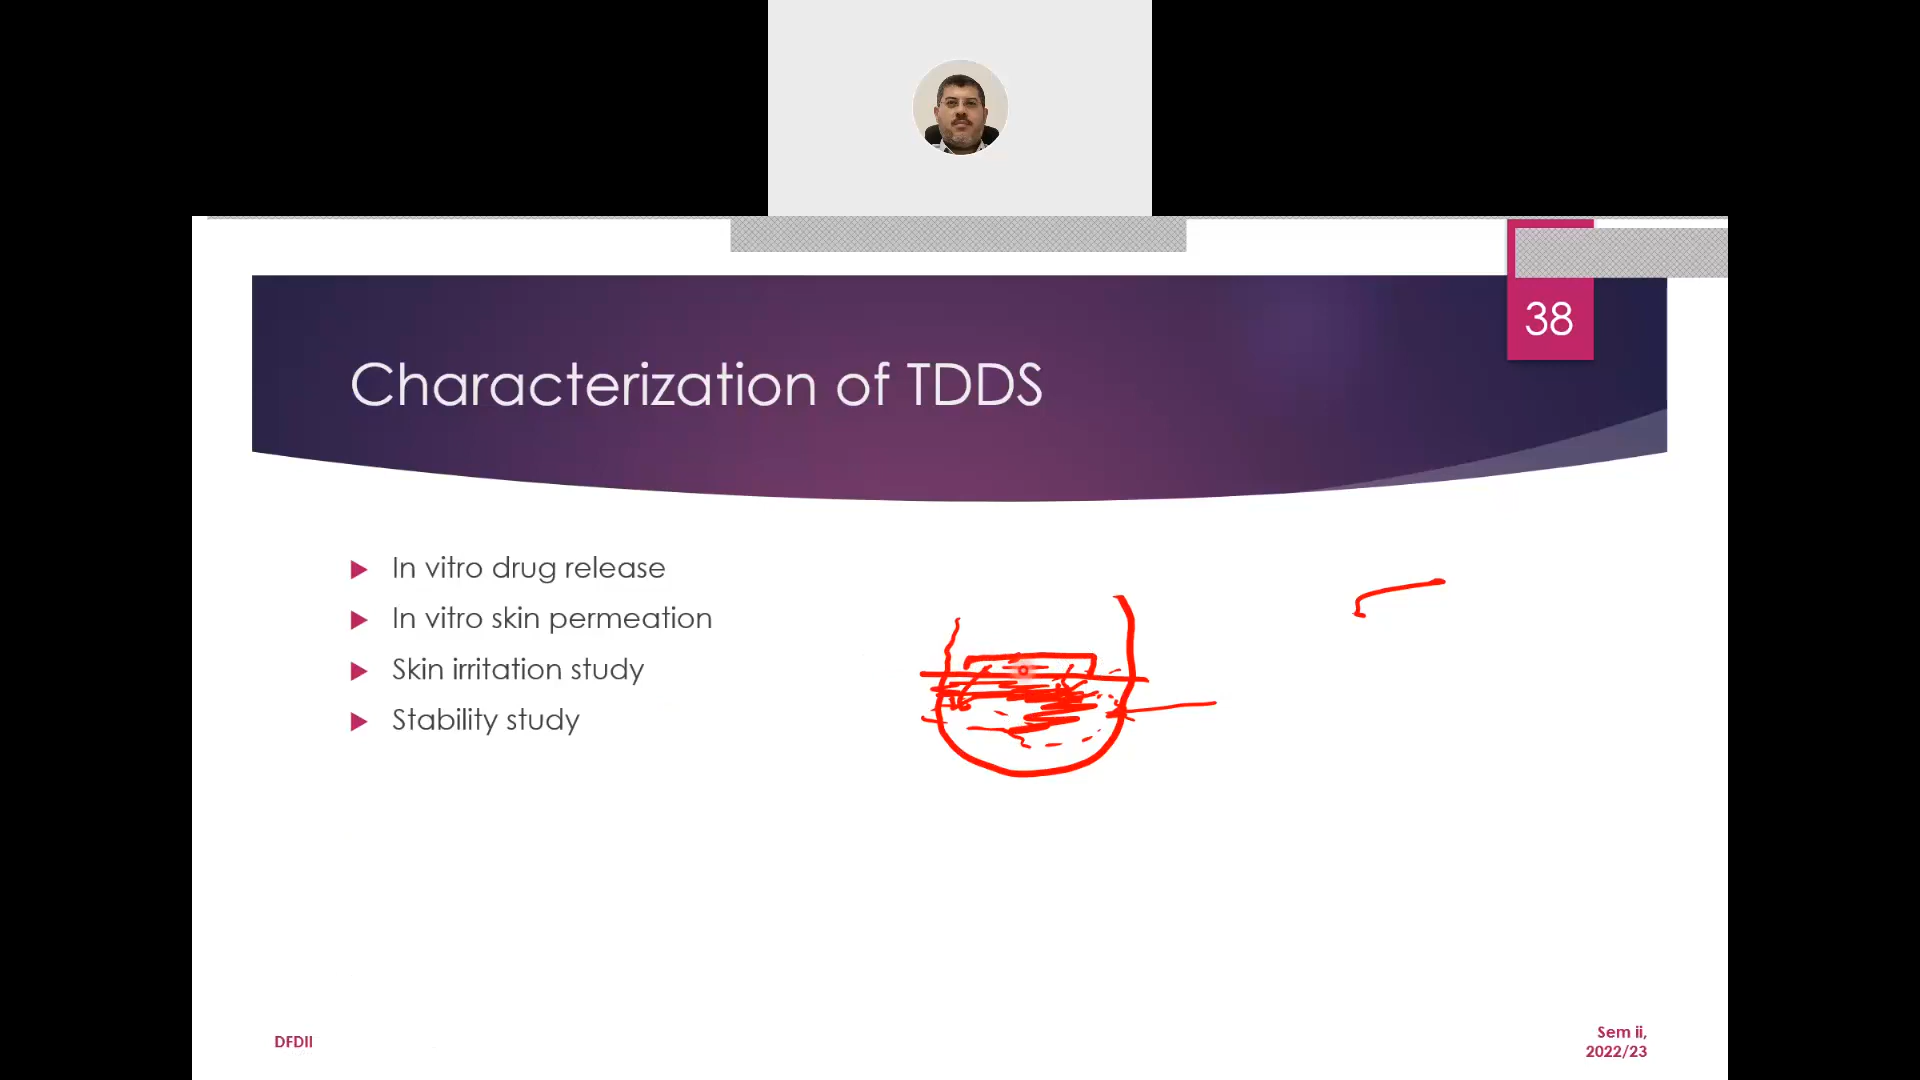 38
Characterization of TDDS
In vitro drug release
In vitro skin permeation
Skin irritation study
Stability study
DFDII
Sem ii,
2022/23